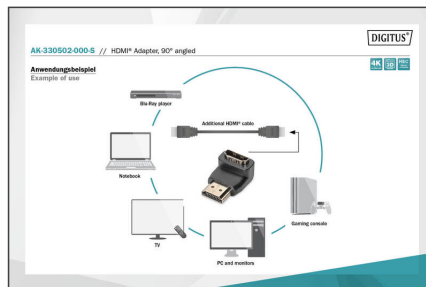 DIGITUS®
AK-330502-000-S // HDMI® Adapter, 90° angled
4K
3D
REC
Anwendungsbeispiel
Example of use
Blu-Ray player
Additional HDMI® cable
Notebook
Gaming console
TV
PC and monitors